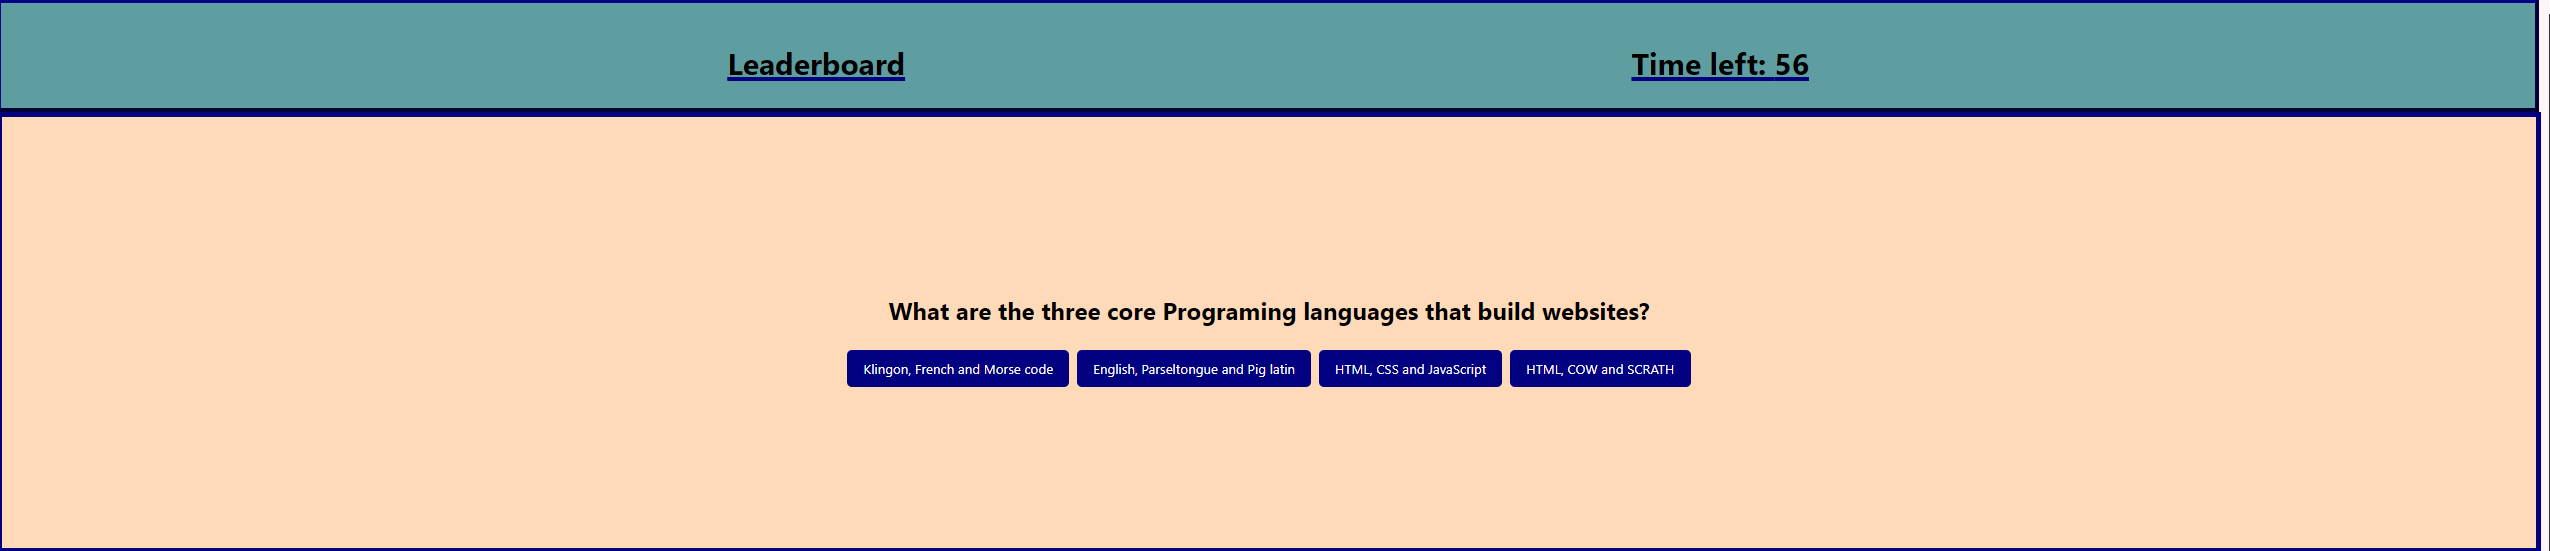 Leaderboard Time left: 56
What are the three core Programing languages that build websites?
Klingon, French and Morse code English, Parseltongue and Pig latin HTML, CSS and JavaScript HTML, COW and SCRATH